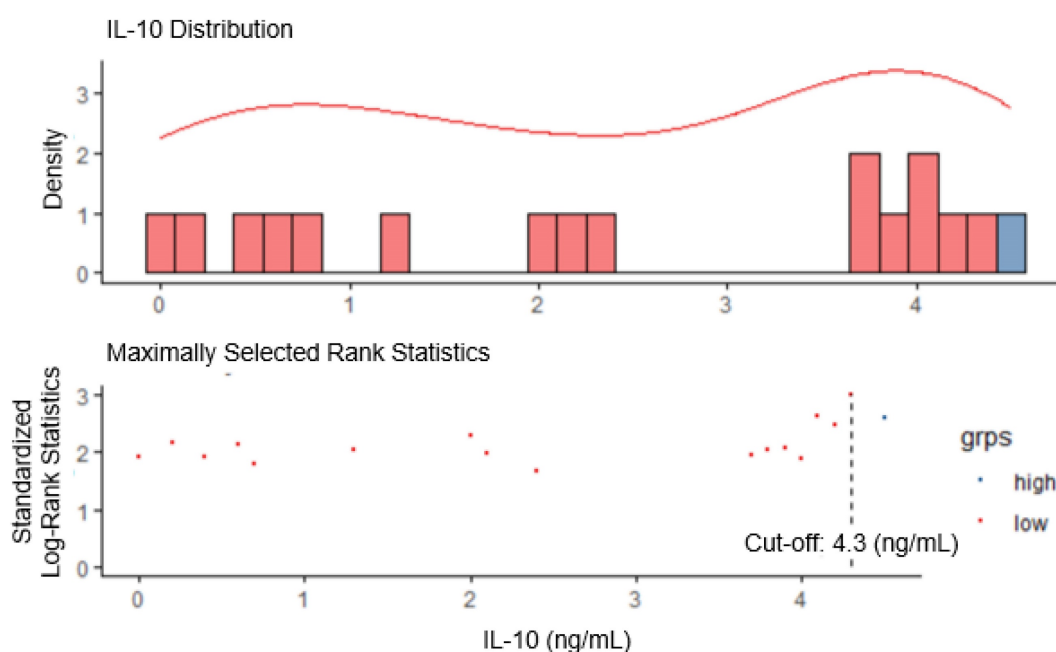 IL-10 Distribution
Density
3
2
1
0
0 1 2 3 4
Maximally Selected Rank Statistics
Standardized
Log-Rank Statistics
3
2
1
0
grps
high
low
Cut-off: 4.3 (ng/mL)
0 1 2 3 4
IL-10 (ng/mL)